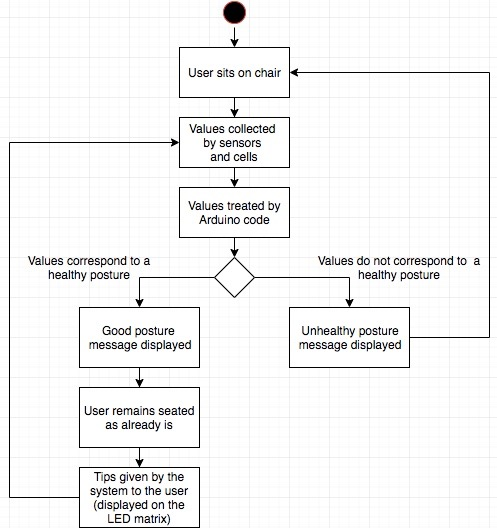 User sits on chair
Values collected
by sensors
and cells
Values treated by
Arduino code
Values correspond to a
healthy posture
Values do not correspond to a
healthy posture
Good posture
message displayed
Unhealthy posture
message displayed
User remains seated
as already is
Tips given by the
system to the user
(displayed on the
LED matrix)